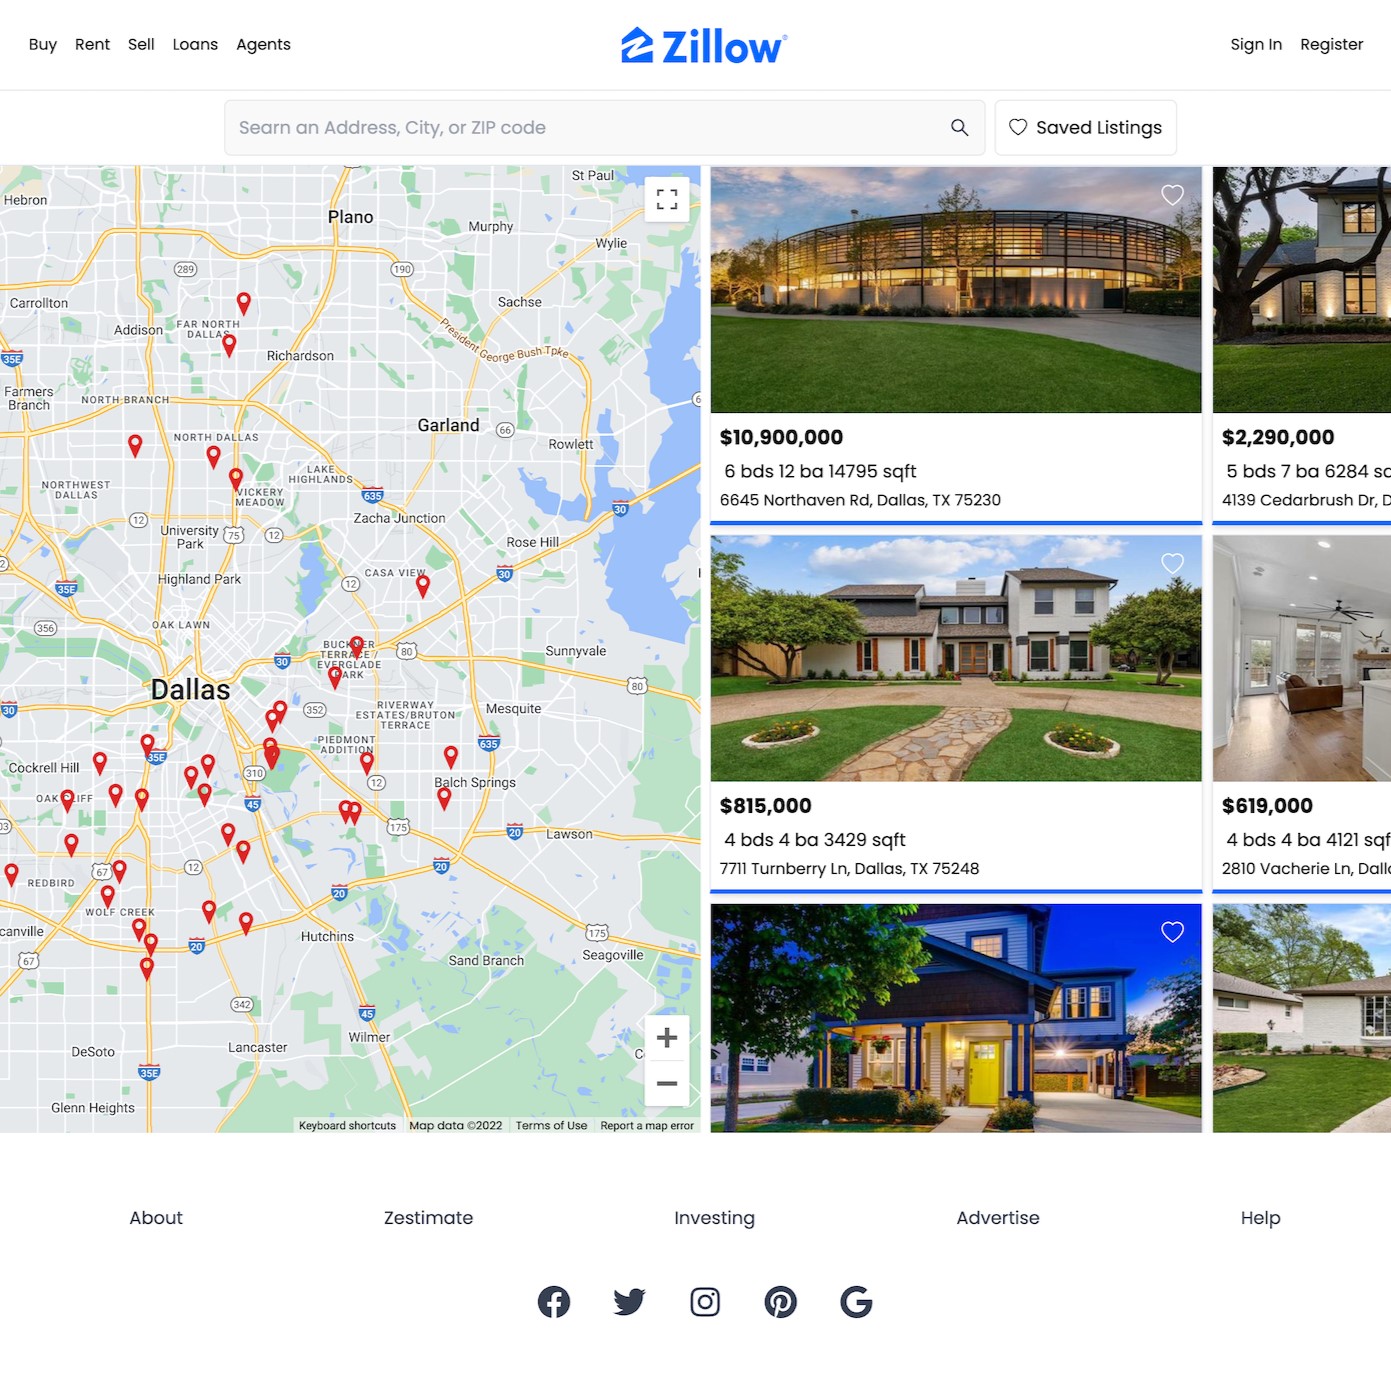 Buy Rent Sell Loans Agents
Zillow
Sign In Register
Searn an Address, City, or ZIP code
Saved Listings
St Paul
Hebron
Plano
Murphy
Wylie
289
190
Carrollton
Sachse
Addison
FAR NORTH
DALLAS
President George Bush Tpke
35E
Richardson
Farmers
Branch
NORTH BRANCH
Garland
66
NORTH DALLAS
Rowlett
LAKE
HIGHLANDS
NORTHWEST
DALLAS
VICKERY
MEADOW
635
30
12
Zacha Junction
University
Park
75
12
Rose Hill
Highland Park
CASA VIEW
30
35E
12
OAK LAWN
356
BUCKNER
TERRACE
EVERGLADE
PARK
80
Sunnyvale
30
Dallas
80
30
352
RIVERWAY
ESTATES/BRUTON
TERRACE
Mesquite
PIEDMONT
ADDITION
635
35E
Cockrell Hill
310
12
Balch Springs
OAK CLIFF
45
175
20
Lawson
67
12
20
REDBIRD
20
WOLF CREEK
Hutchins
175
20
67
Sand Branch
Seagoville
342
45
Wilmer
Lancaster
DeSoto
35E
Glenn Heights
Keyboard shortcuts Map data ©2022 Terms of Use Report a map error
$10,900,000
6 bds 12 ba 14795 sqft
6645 Northaven Rd, Dallas, TX 75230
$2,290,000
5 bds 7 ba 6284 sq
4139 Cedarbrush Dr, D
$815,000
4 bds 4 ba 3429 sqft
7711 Turnberry Ln, Dallas, TX 75248
$619,000
4 bds 4 ba 4121 sqf
2810 Vacherie Ln, Dall
About
Zestimate
Investing
Advertise
Help